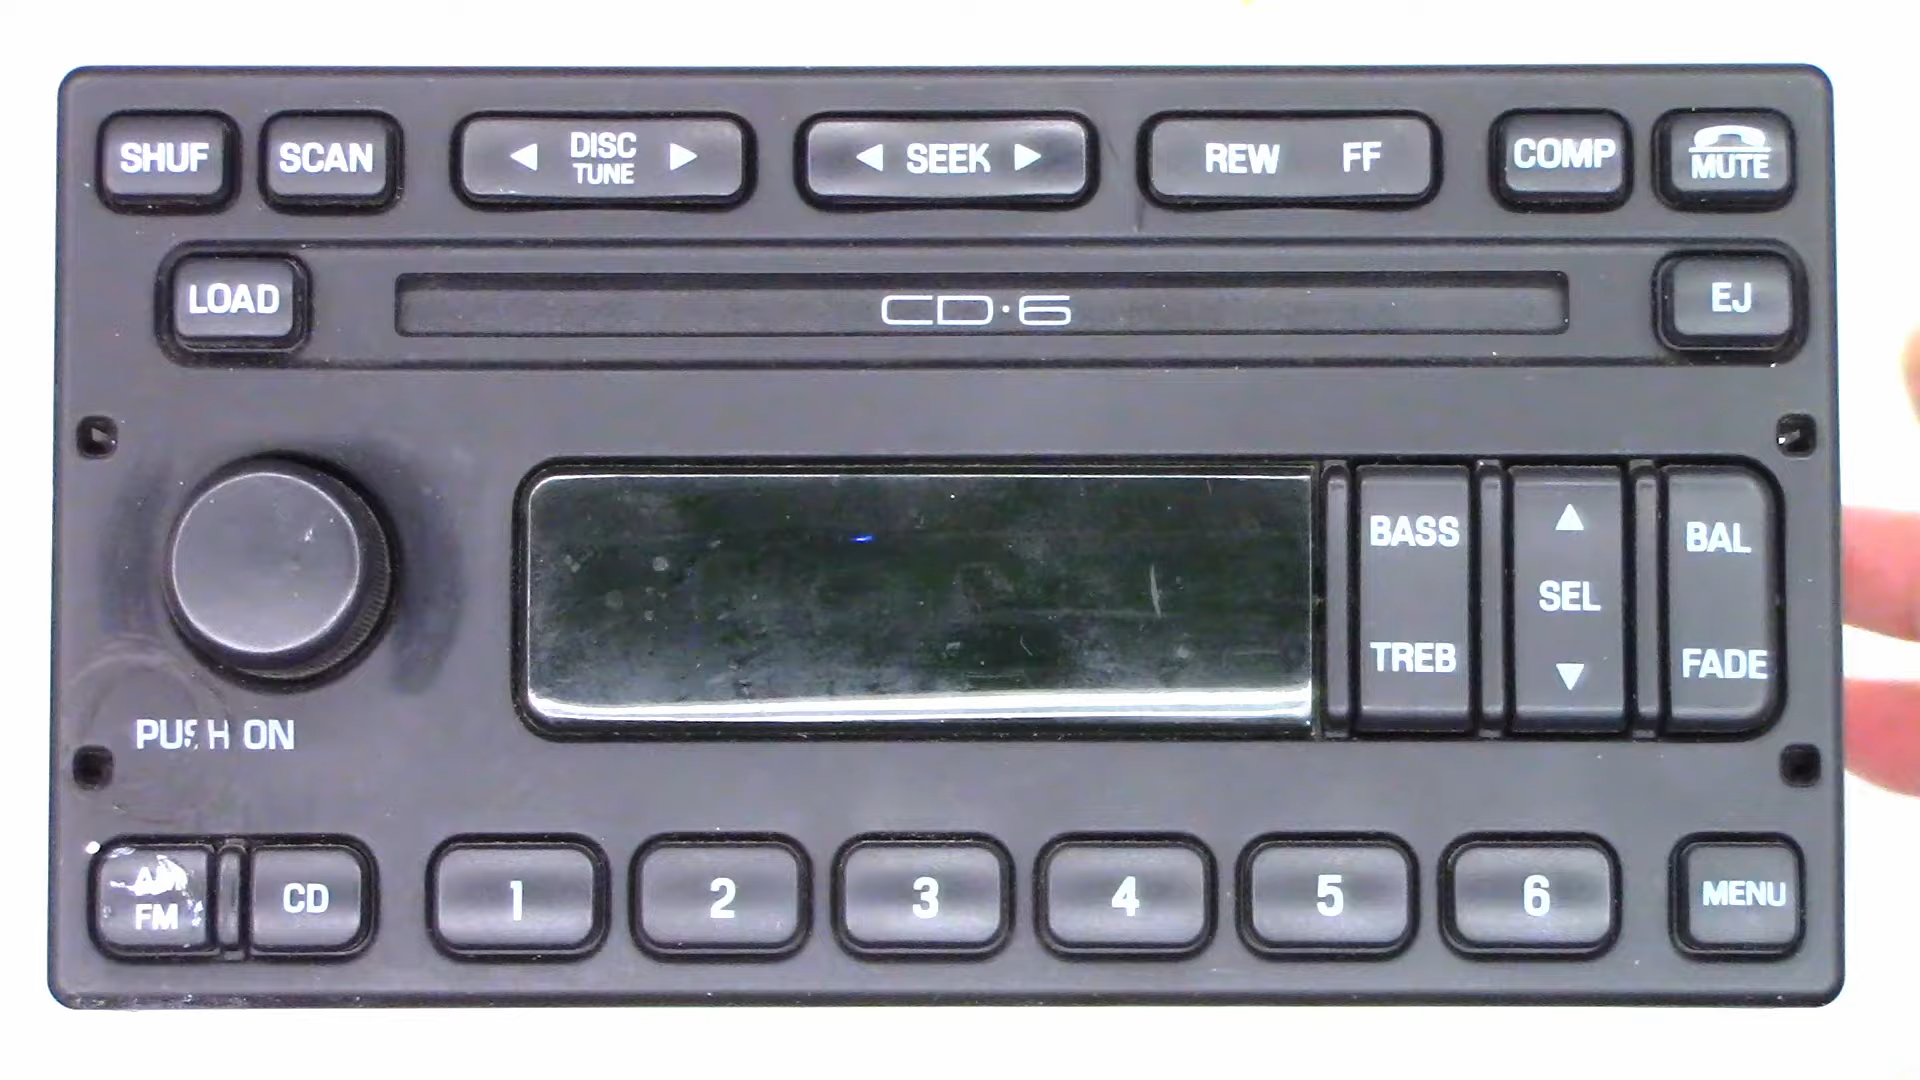 SHUF
SCAN
◀ DISC ▶
TUNE
◀ SEEK ▶
REW FF
COMP
MUTE
LOAD
CD·6
EJ
BASS
TREB
▲
SEL
▼
BAL
FADE
PUSH ON
AM
FM
CD
1
2
3
4
5
6
MENU